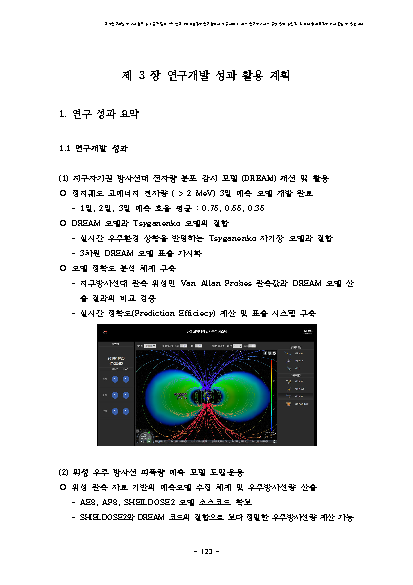 제 3 장 연구개발 성과 활용 계획
1. 연구 성과 요약
1.1 연구개발 성과
(1) 지구자기권 방사선대 전자량 분포 감시 모델 (DREAM) 개선 및 활용
○ 정지궤도 고에너지 전자량 ( > 2 MeV) 3일 예측 모델 개발 완료
- 1일, 2일, 3일 예측 효율 평균 : 0.75, 0.55, 0.35
○ DREAM 모델과 Tsyganenko 모델의 결합
- 실시간 우주환경 상황을 반영하는 Tsyganenko 자기장 모델과 결합
- 3차원 DREAM 모델 표출 가시화
○ 모델 정확도 분석 체계 구축
- 지구방사선대 관측 위성인 Van Allan Probes 관측값과 DREAM 모델 산
출 결과의 비교 검증
- 실시간 정확도(Prediction Efficiecy) 계산 및 표출 시스템 구축
(2) 위성 우주 방사선 피폭량 예측 모델 도입운용
○ 위성 관측 자료 기반의 예측모델 수집 체계 및 우주방사선량 산출
- AE8, AP8, SHEILDOSE2 모델 소스코드 확보
- SHIELDOSE2와 DREAM 코드의 결합으로 보다 정밀한 우주방사선량 계산 가능
- 123 -